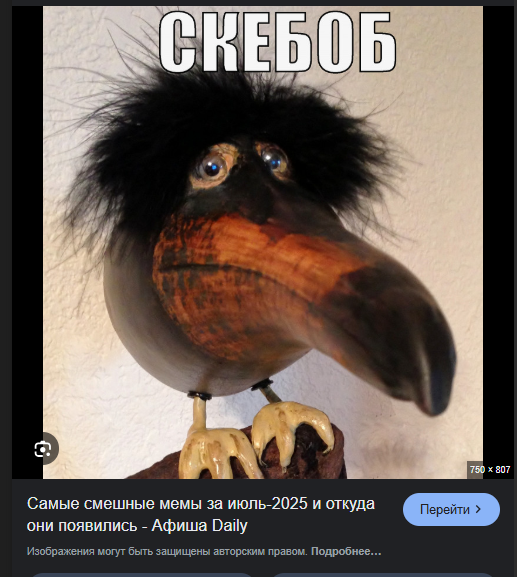 СКЕБОБ
750 × 807
Самые смешные мемы за июль-2025 и откуда
они появились - Афиша Daily
Перейти >
Изображения могут быть защищены авторским правом. Подробнее…